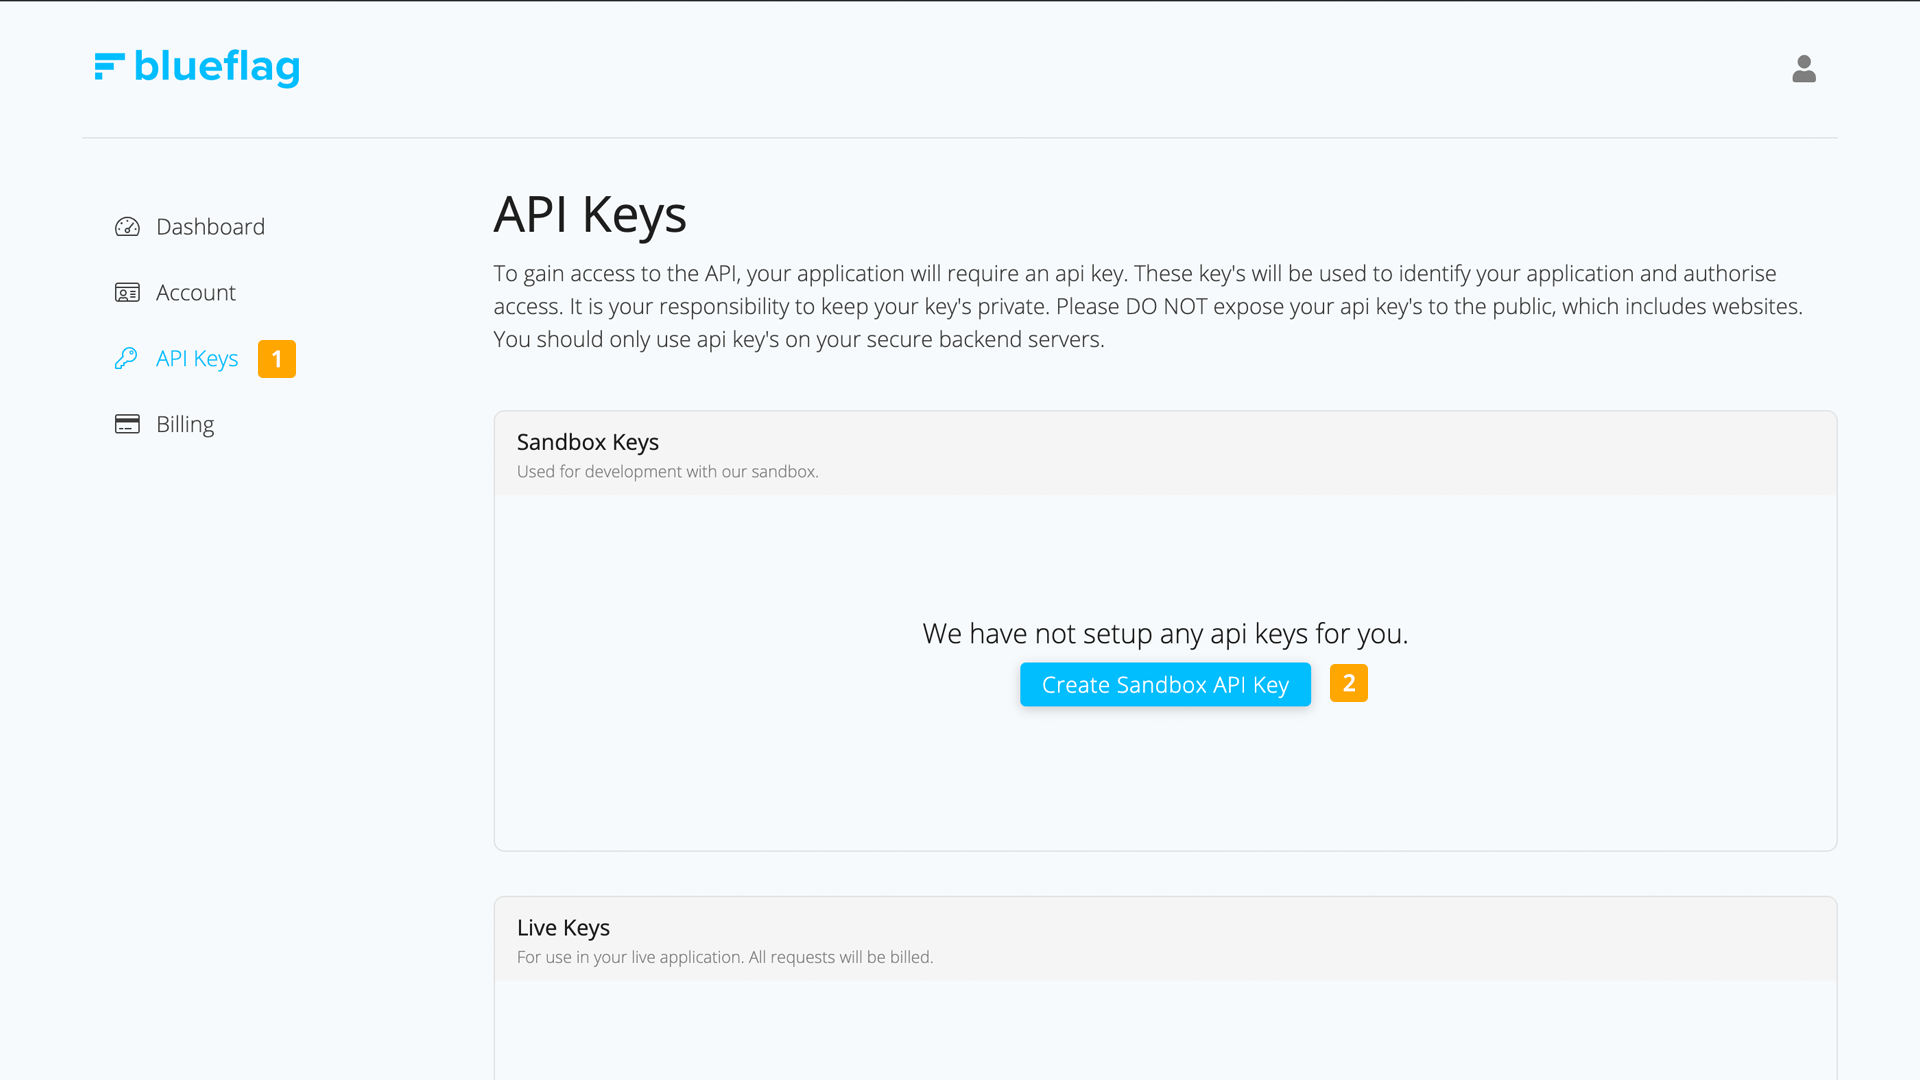 blueflag
Dashboard
Account
API Keys 1
Billing
API Keys
To gain access to the API, your application will require an api key. These key's will be used to identify your application and authorise
access. It is your responsibility to keep your key's private. Please DO NOT expose your api key's to the public, which includes websites.
You should only use api key's on your secure backend servers.
Sandbox Keys
Used for development with our sandbox.
We have not setup any api keys for you.
Create Sandbox API Key 2
Live Keys
For use in your live application. All requests will be billed.